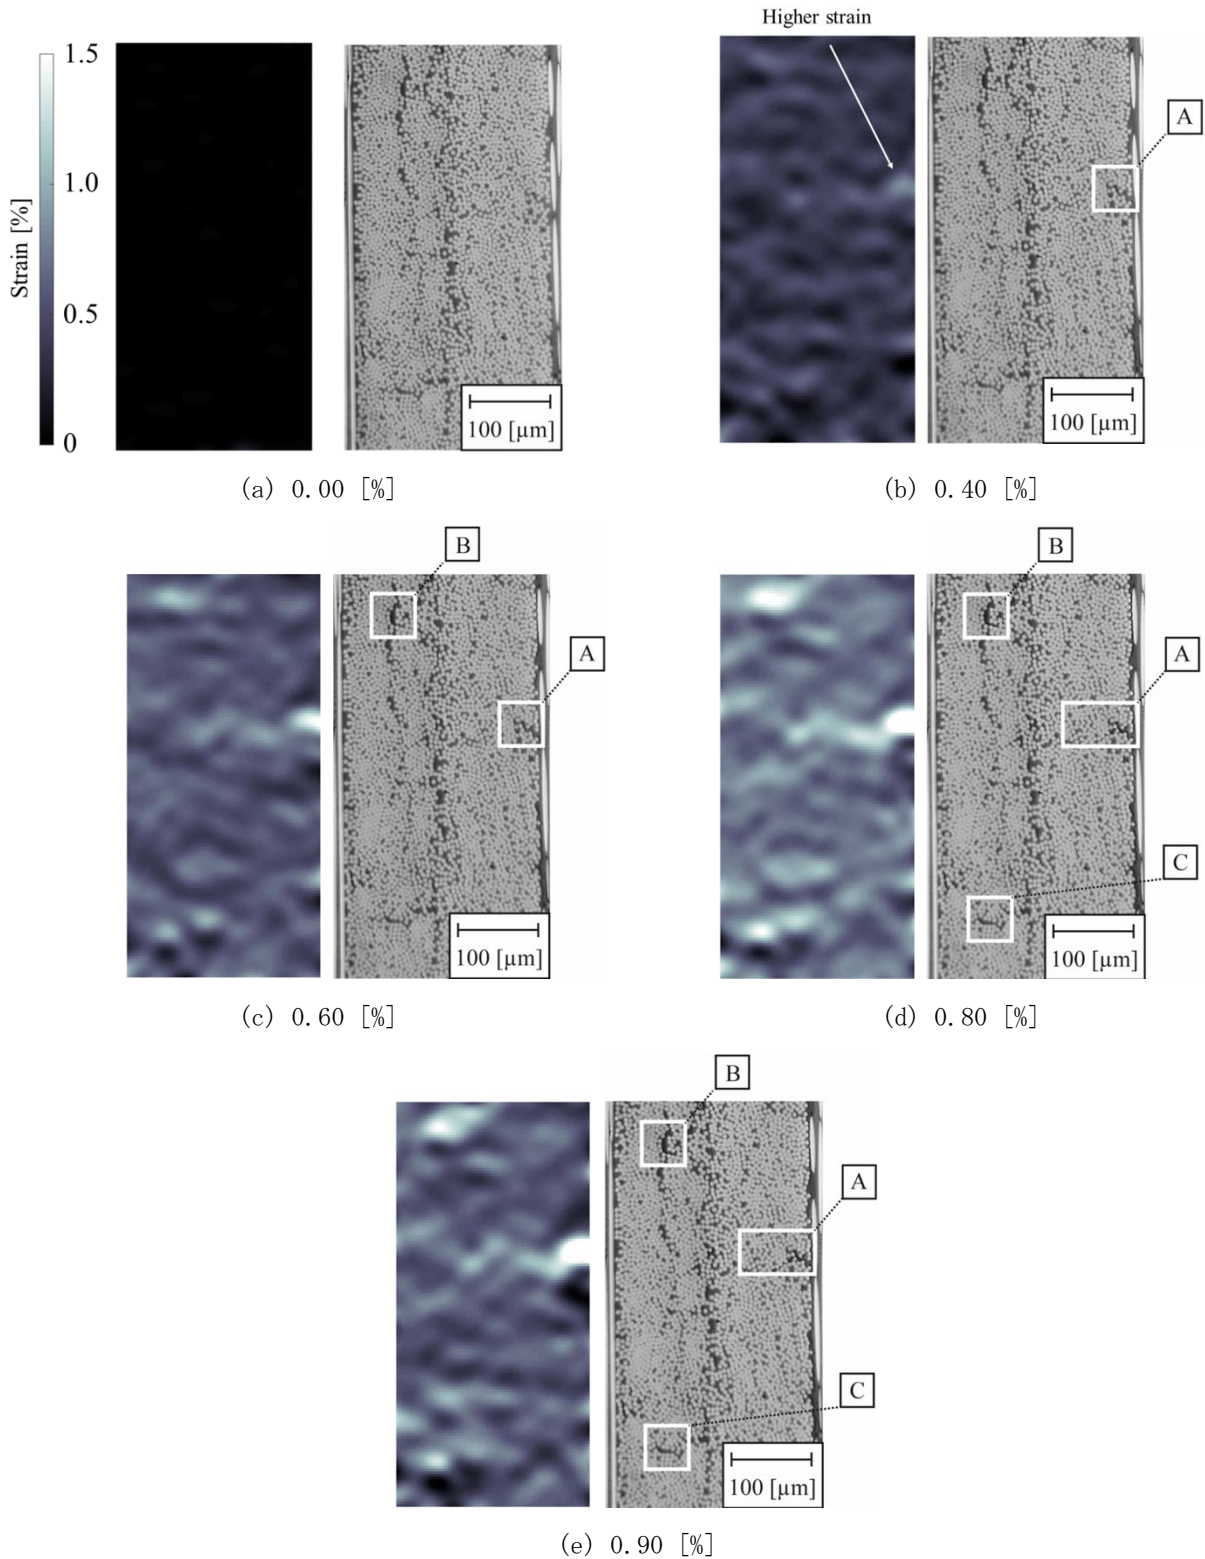 Higher strain
1.5
1.0
0.5
0
Strain [%]
100 [µm]
A
100 [µm]
(a) 0.00 [%]
(b) 0.40 [%]
B
A
100 [µm]
B
A
C
100 [µm]
(c) 0.60 [%]
(d) 0.80 [%]
B
A
C
100 [µm]
(e) 0.90 [%]